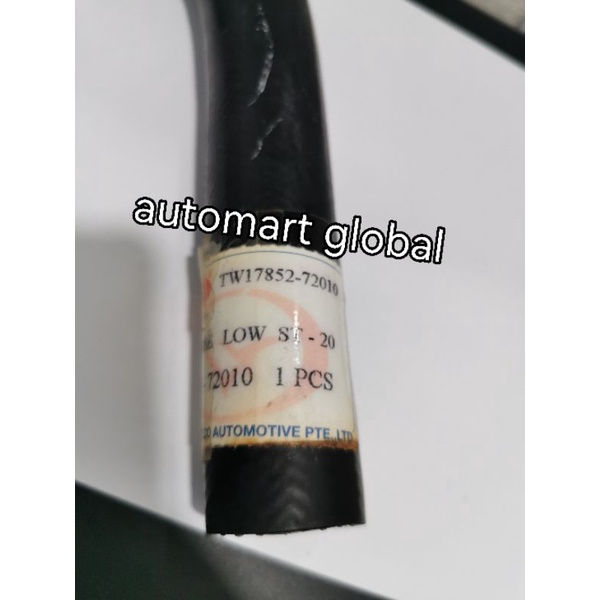 automart global
TW17852-72010
LOW ST - 20
-72010 1 PCS
AUTOMOTIVE PTE.,LTD